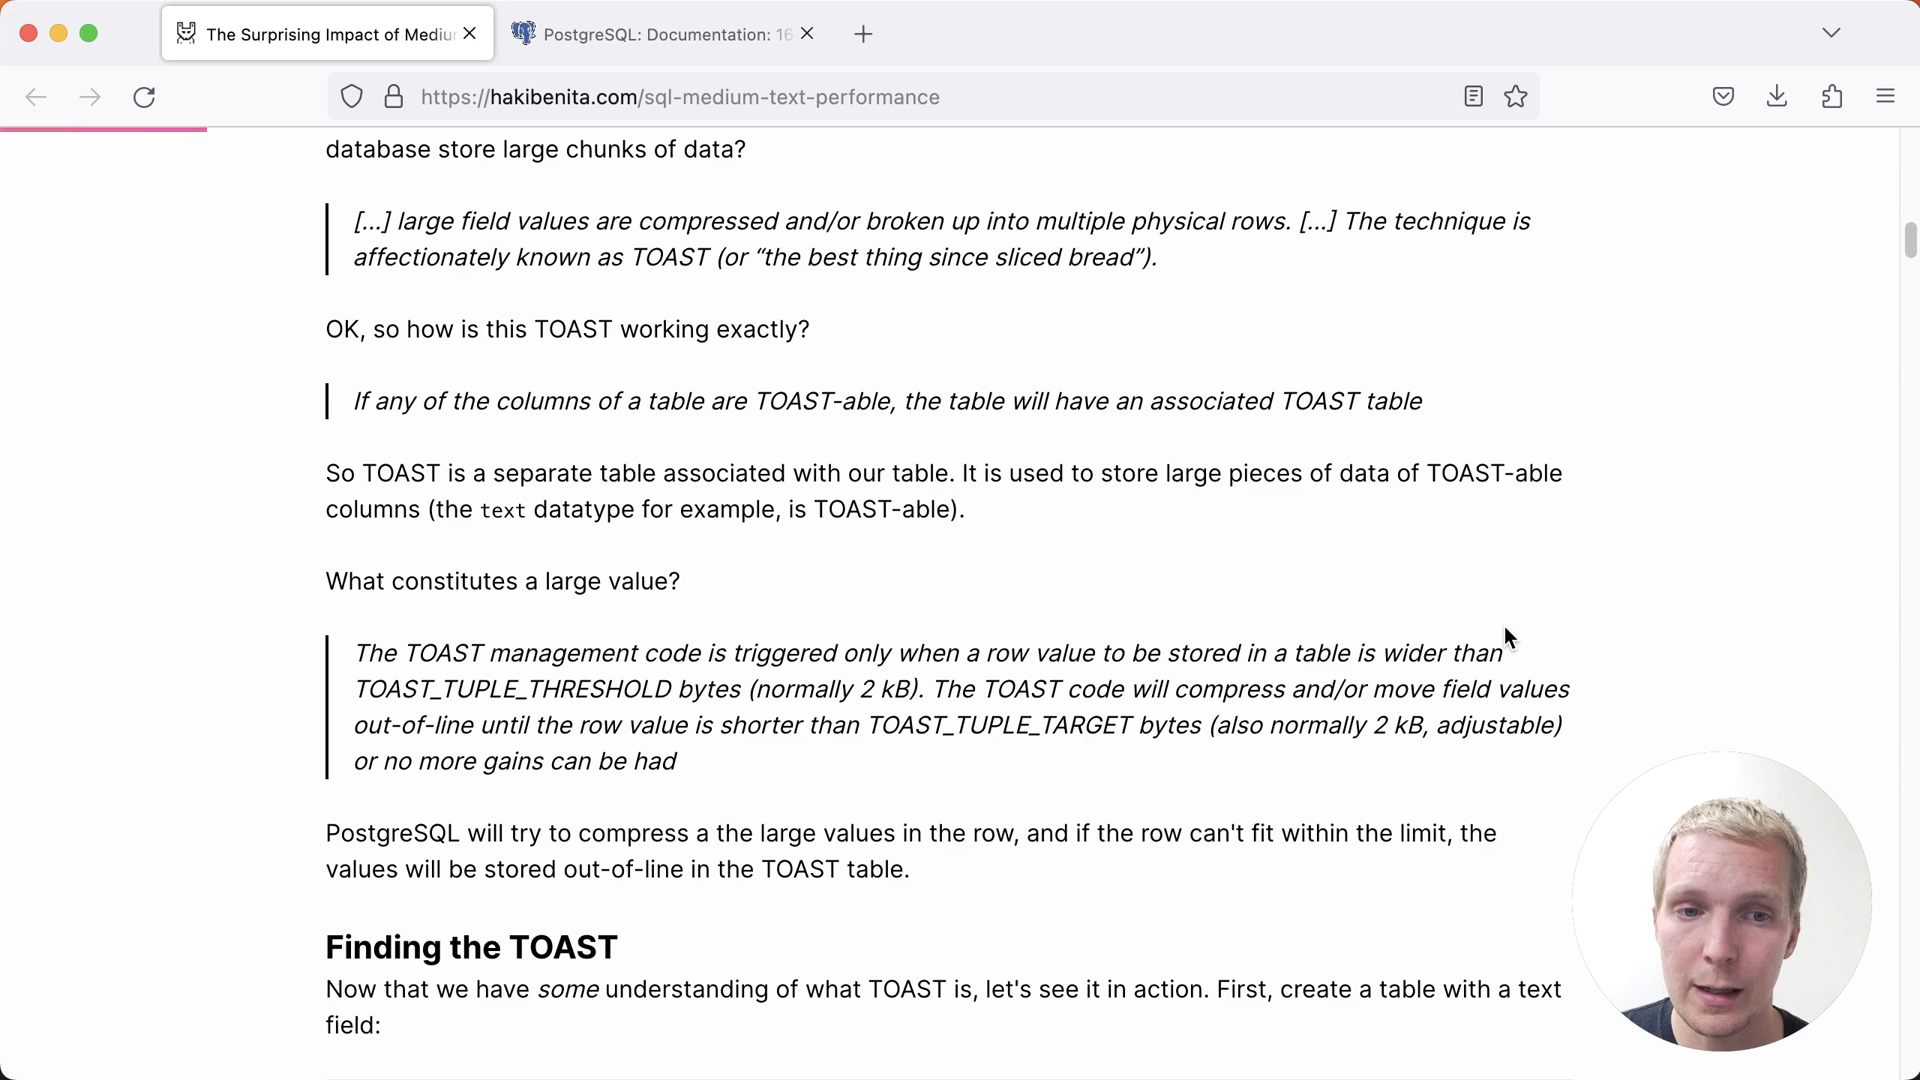 The Surprising Impact of Mediu
PostgreSQL: Documentation: 16
https://hakibenita.com/sql-medium-text-performance
database store large chunks of data?
[...] large field values are compressed and/or broken up into multiple physical rows. [...] The technique is
affectionately known as TOAST (or “the best thing since sliced bread”).
OK, so how is this TOAST working exactly?
If any of the columns of a table are TOAST-able, the table will have an associated TOAST table
So TOAST is a separate table associated with our table. It is used to store large pieces of data of TOAST-able
columns (the text datatype for example, is TOAST-able).
What constitutes a large value?
The TOAST management code is triggered only when a row value to be stored in a table is wider than
TOAST_TUPLE_THRESHOLD bytes (normally 2 kB). The TOAST code will compress and/or move field values
out-of-line until the row value is shorter than TOAST_TUPLE_TARGET bytes (also normally 2 kB, adjustable)
or no more gains can be had
PostgreSQL will try to compress a the large values in the row, and if the row can't fit within the limit, the
values will be stored out-of-line in the TOAST table.
Finding the TOAST
Now that we have some understanding of what TOAST is, let's see it in action. First, create a table with a text
field: